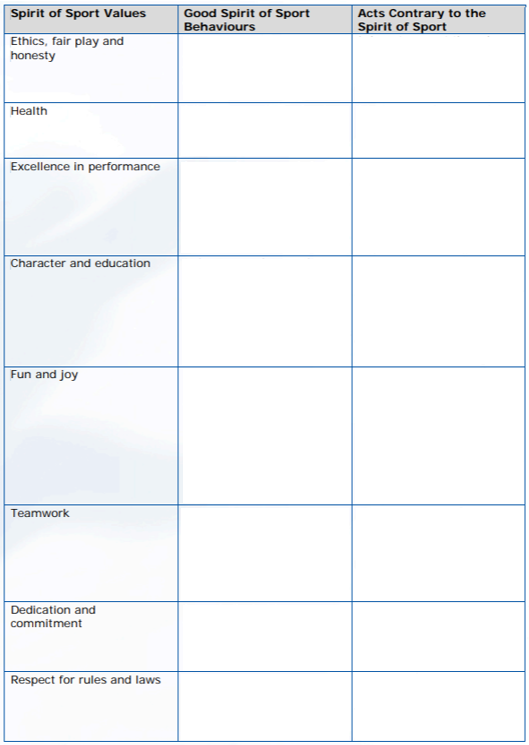 Spirit of Sport Values
Good Spirit of Sport
Behaviours
Acts Contrary to the
Spirit of Sport
Ethics, fair play and
honesty
Health
Excellence in performance
Character and education
Fun and joy
Teamwork
Dedication and
commitment
Respect for rules and laws